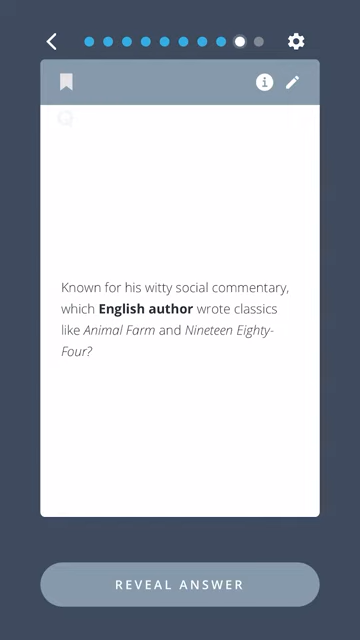 Known for his witty social commentary,
which English author wrote classics
like Animal Farm and Nineteen Eighty-
Four?
REVEAL ANSWER